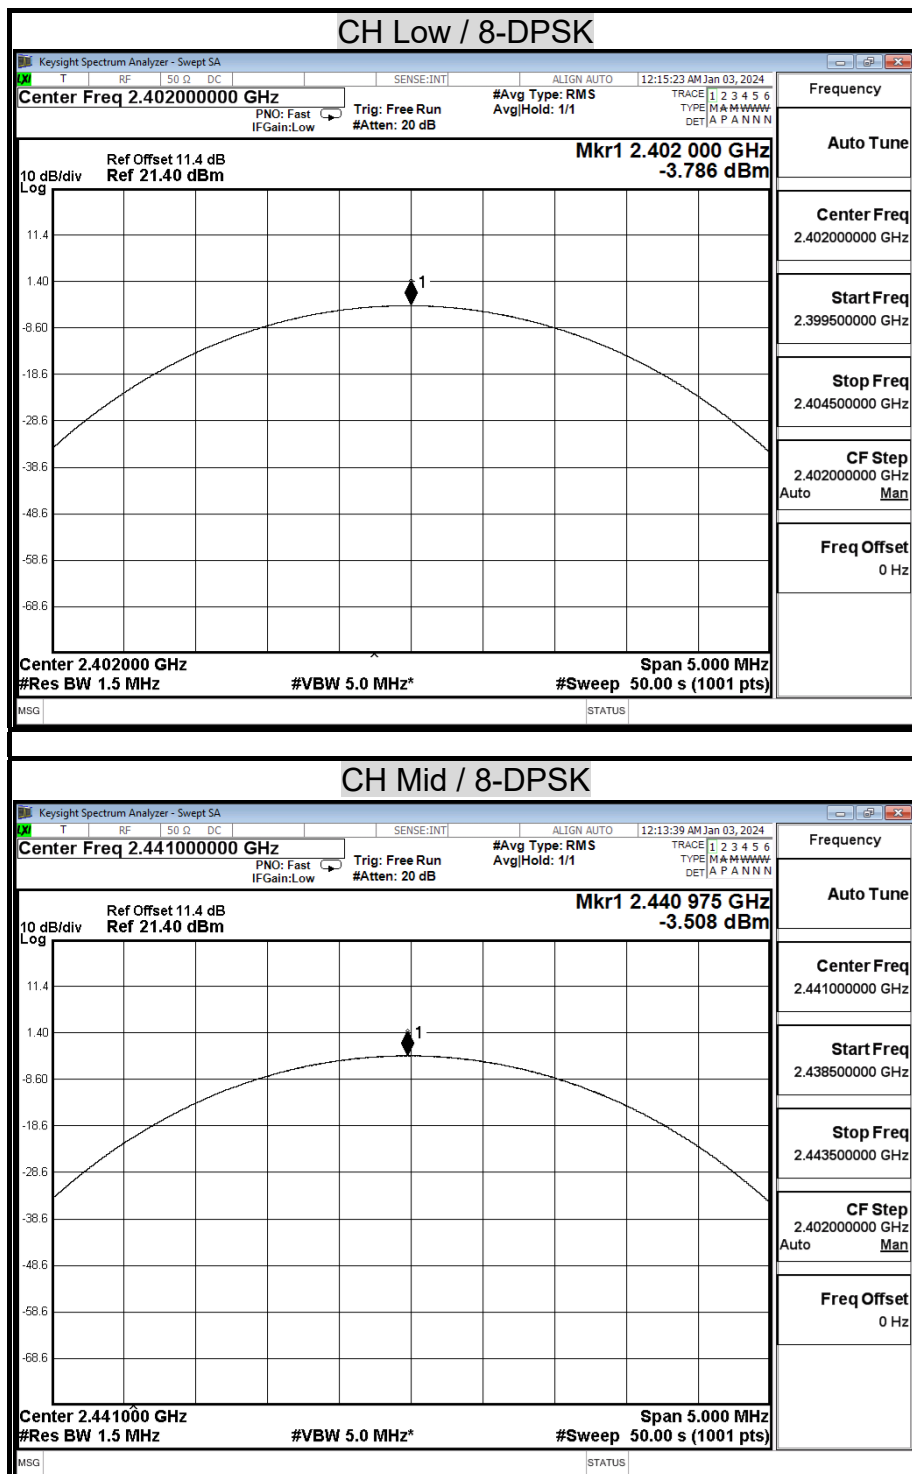 CH Low / 8-DPSK
Keysight Spectrum Analyzer - Swept SA
LXI T RF 50 Ω DC SENSE:INT ALIGN AUTO 12:15:23 AM Jan 03, 2024
Center Freq 2.402000000 GHz
#Avg Type: RMS
TRACE 1 2 3 4 5 6
PNO: Fast
Trig: Free Run
Avg|Hold: 1/1
TYPE M A M W W W W
IFGain:Low
#Atten: 20 dB
DET A P A N N N
Frequency
Auto Tune
Mkr1 2.402 000 GHz
-3.786 dBm
Ref Offset 11.4 dB
10 dB/div Ref 21.40 dBm
Log
11.4
1.40
1
-8.60
-18.6
-28.6
-38.6
-48.6
-58.6
-68.6
Center Freq
2.402000000 GHz
Start Freq
2.399500000 GHz
Stop Freq
2.404500000 GHz
CF Step
2.402000000 GHz
Auto Man
Freq Offset
0 Hz
Center 2.402000 GHz Span 5.000 MHz
#Res BW 1.5 MHz #VBW 5.0 MHz* #Sweep 50.00 s (1001 pts)
MSG STATUS
CH Mid / 8-DPSK
Keysight Spectrum Analyzer - Swept SA
LXI T RF 50 Ω DC SENSE:INT ALIGN AUTO 12:13:39 AM Jan 03, 2024
Center Freq 2.441000000 GHz
#Avg Type: RMS
TRACE 1 2 3 4 5 6
PNO: Fast
Trig: Free Run
Avg|Hold: 1/1
TYPE M A M W W W W
IFGain:Low
#Atten: 20 dB
DET A P A N N N
Frequency
Auto Tune
Mkr1 2.440 975 GHz
-3.508 dBm
Ref Offset 11.4 dB
10 dB/div Ref 21.40 dBm
Log
11.4
1.40
1
-8.60
-18.6
-28.6
-38.6
-48.6
-58.6
-68.6
Center Freq
2.441000000 GHz
Start Freq
2.438500000 GHz
Stop Freq
2.443500000 GHz
CF Step
2.402000000 GHz
Auto Man
Freq Offset
0 Hz
Center 2.441000 GHz Span 5.000 MHz
#Res BW 1.5 MHz #VBW 5.0 MHz* #Sweep 50.00 s (1001 pts)
MSG STATUS